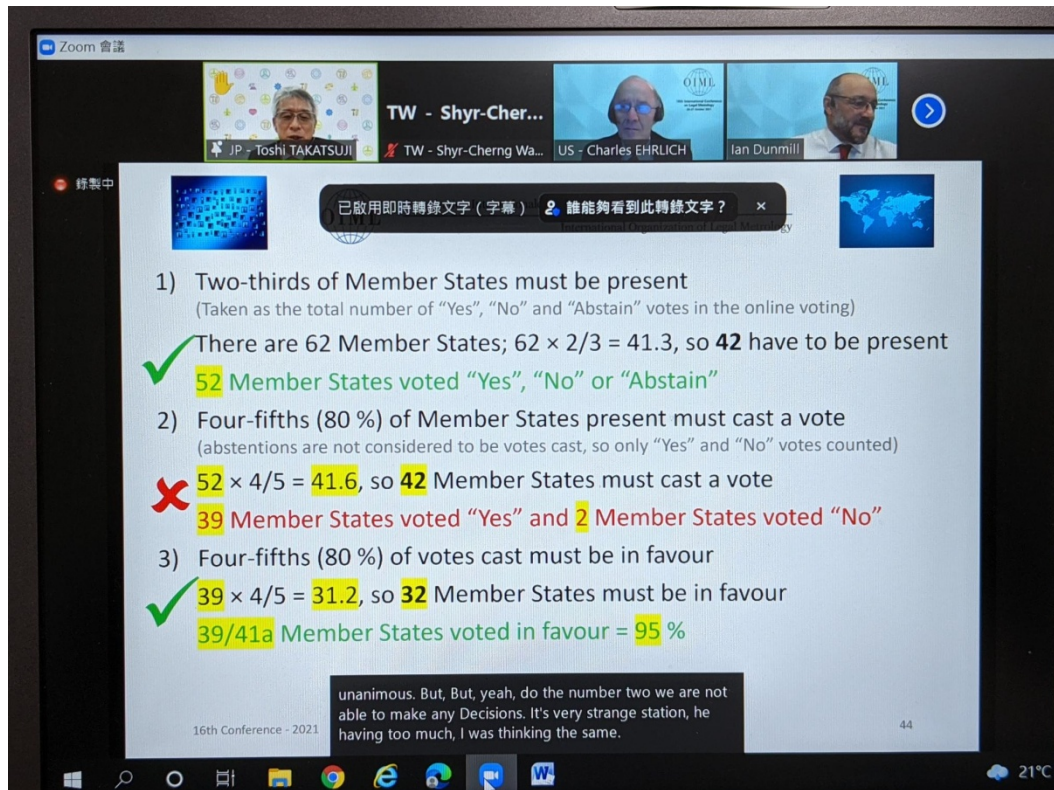 Zoom 會議
OIML
JP - Toshi TAKATSUJI
TW - Shyr-Cher...
TW - Shyr-Cherng Wa...
US - Charles EHRLICH
Ian Dunmill
錄製中
已啟用即時轉錄文字（字幕） 誰能夠看到此轉錄文字？ ×
OIML
International Organization of Legal Metrology
1) Two-thirds of Member States must be present
(Taken as the total number of “Yes”, “No” and “Abstain” votes in the online voting)
There are 62 Member States; 62 × 2/3 = 41.3, so 42 have to be present
52 Member States voted “Yes”, “No” or “Abstain”
2) Four-fifths (80 %) of Member States present must cast a vote
(abstentions are not considered to be votes cast, so only “Yes” and “No” votes counted)
52 × 4/5 = 41.6, so 42 Member States must cast a vote
39 Member States voted “Yes” and 2 Member States voted “No”
3) Four-fifths (80 %) of votes cast must be in favour
39 × 4/5 = 31.2, so 32 Member States must be in favour
39/41a Member States voted in favour = 95 %
unanimous. But, But, yeah, do the number two we are not
able to make any Decisions. It's very strange station, he
having too much, I was thinking the same.
16th Conference - 2021
44
21°C